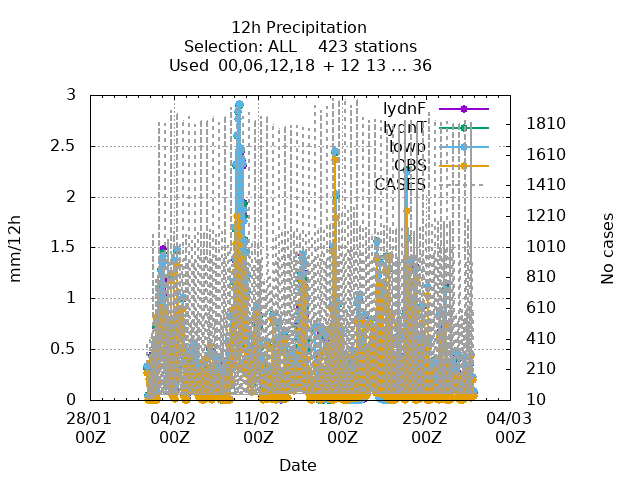 12h Precipitation
Selection: ALL    423 stations
Used  00,06,12,18 + 12 13 ... 36
mm/12h
3
2.5
2
1.5
1
0.5
0
lydnF
lydnT
lowp
OBS
CASES
1810
1610
1410
1210
1010
810
610
410
210
10
No cases
28/01 04/02 11/02 18/02 25/02 04/03
00Z 00Z 00Z 00Z 00Z 00Z
Date